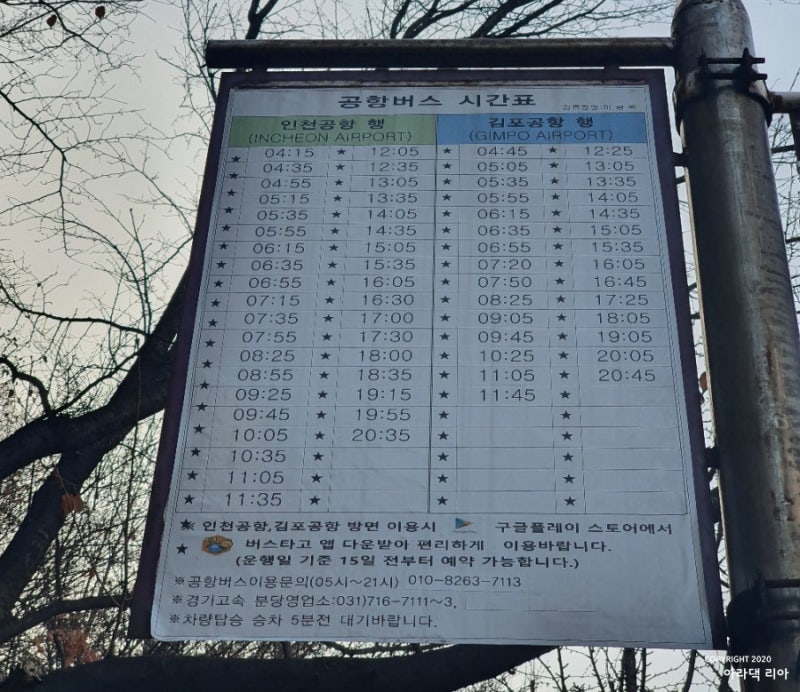 공항버스 시간표
인천공항 행 김포공항 행
(INCHEON AIRPORT) (GIMPO AIRPORT)
★ 04:15 ★ 12:05 ★ 04:45 ★ 12:25
★ 04:35 ★ 12:35 ★ 05:05 ★ 13:05
★ 04:55 ★ 13:05 ★ 05:35 ★ 13:35
★ 05:15 ★ 13:35 ★ 05:55 ★ 14:05
★ 05:35 ★ 14:05 ★ 06:15 ★ 14:35
★ 05:55 ★ 14:35 ★ 06:35 ★ 15:05
★ 06:15 ★ 15:05 ★ 06:55 ★ 15:35
★ 06:35 ★ 15:35 ★ 07:20 ★ 16:05
★ 06:55 ★ 16:05 ★ 07:50 ★ 16:45
★ 07:15 ★ 16:30 ★ 08:25 ★ 17:25
★ 07:35 ★ 17:00 ★ 09:05 ★ 18:05
★ 07:55 ★ 17:30 ★ 09:45 ★ 19:05
★ 08:25 ★ 18:00 ★ 10:25 ★ 20:05
★ 08:55 ★ 18:35 ★ 11:05 ★ 20:45
★ 09:25 ★ 19:15 ★ 11:45 ★
★ 09:45 ★ 19:55 ★ ★
★ 10:05 ★ 20:35 ★ ★
★ 10:35 ★ ★ ★
★ 11:05 ★ ★ ★
★ 11:35 ★ ★ ★
※ 인천공항,김포공항 방면 이용시 구글플레이 스토어에서
★ 버스타고 앱 다운받아 편리하게 이용바랍니다.
(운행일 기준 15일 전부터 예약 가능합니다.)
※공항버스이용문의(05시~21시) 010-8263-7113
※경기고속 분당영업소:031)716-7111~3,
※차량탑승 승차 5분전 대기바랍니다.
COPYRIGHT 2020
아라댁 리아